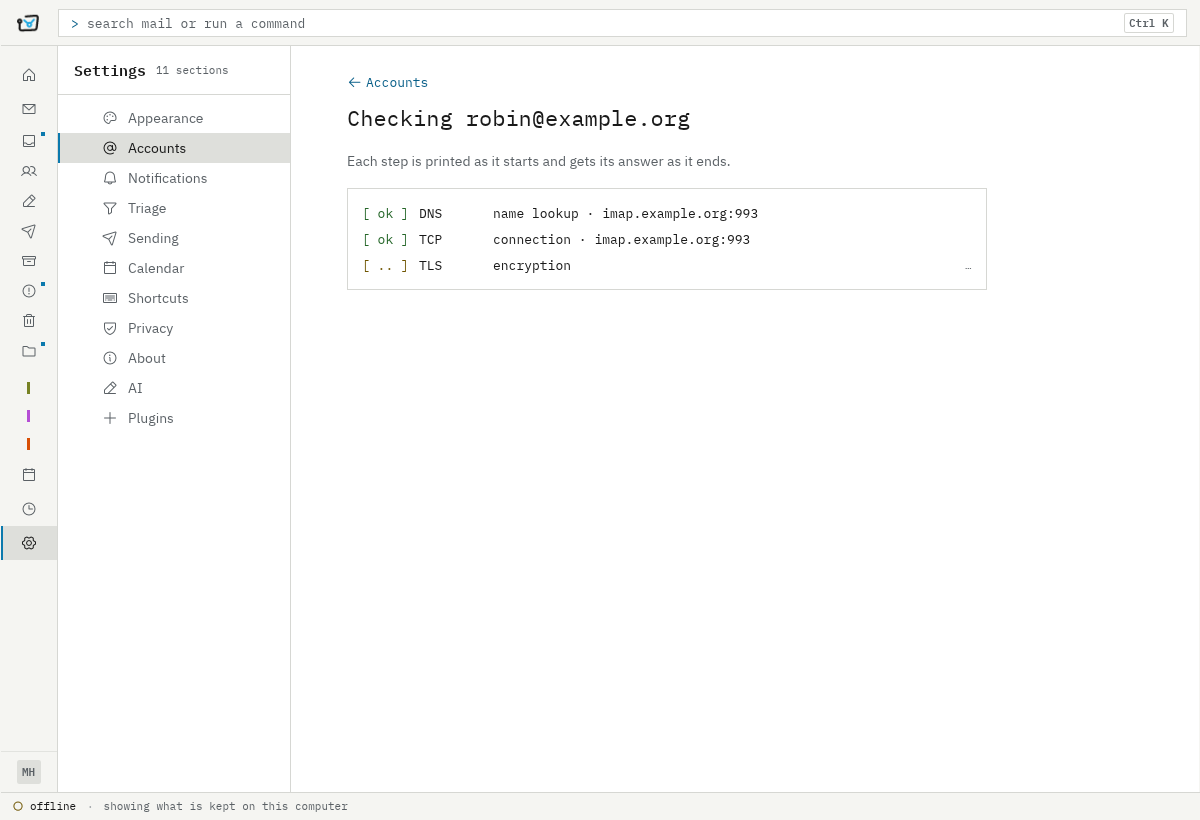 > search mail or run a command Ctrl K
Settings 11 sections
Appearance
Accounts
Notifications
Triage
Sending
Calendar
Shortcuts
Privacy
About
AI
Plugins
← Accounts
Checking robin@example.org
Each step is printed as it starts and gets its answer as it ends.
[ ok ] DNS name lookup · imap.example.org:993
[ ok ] TCP connection · imap.example.org:993
[ .. ] TLS encryption …
MH
offline · showing what is kept on this computer